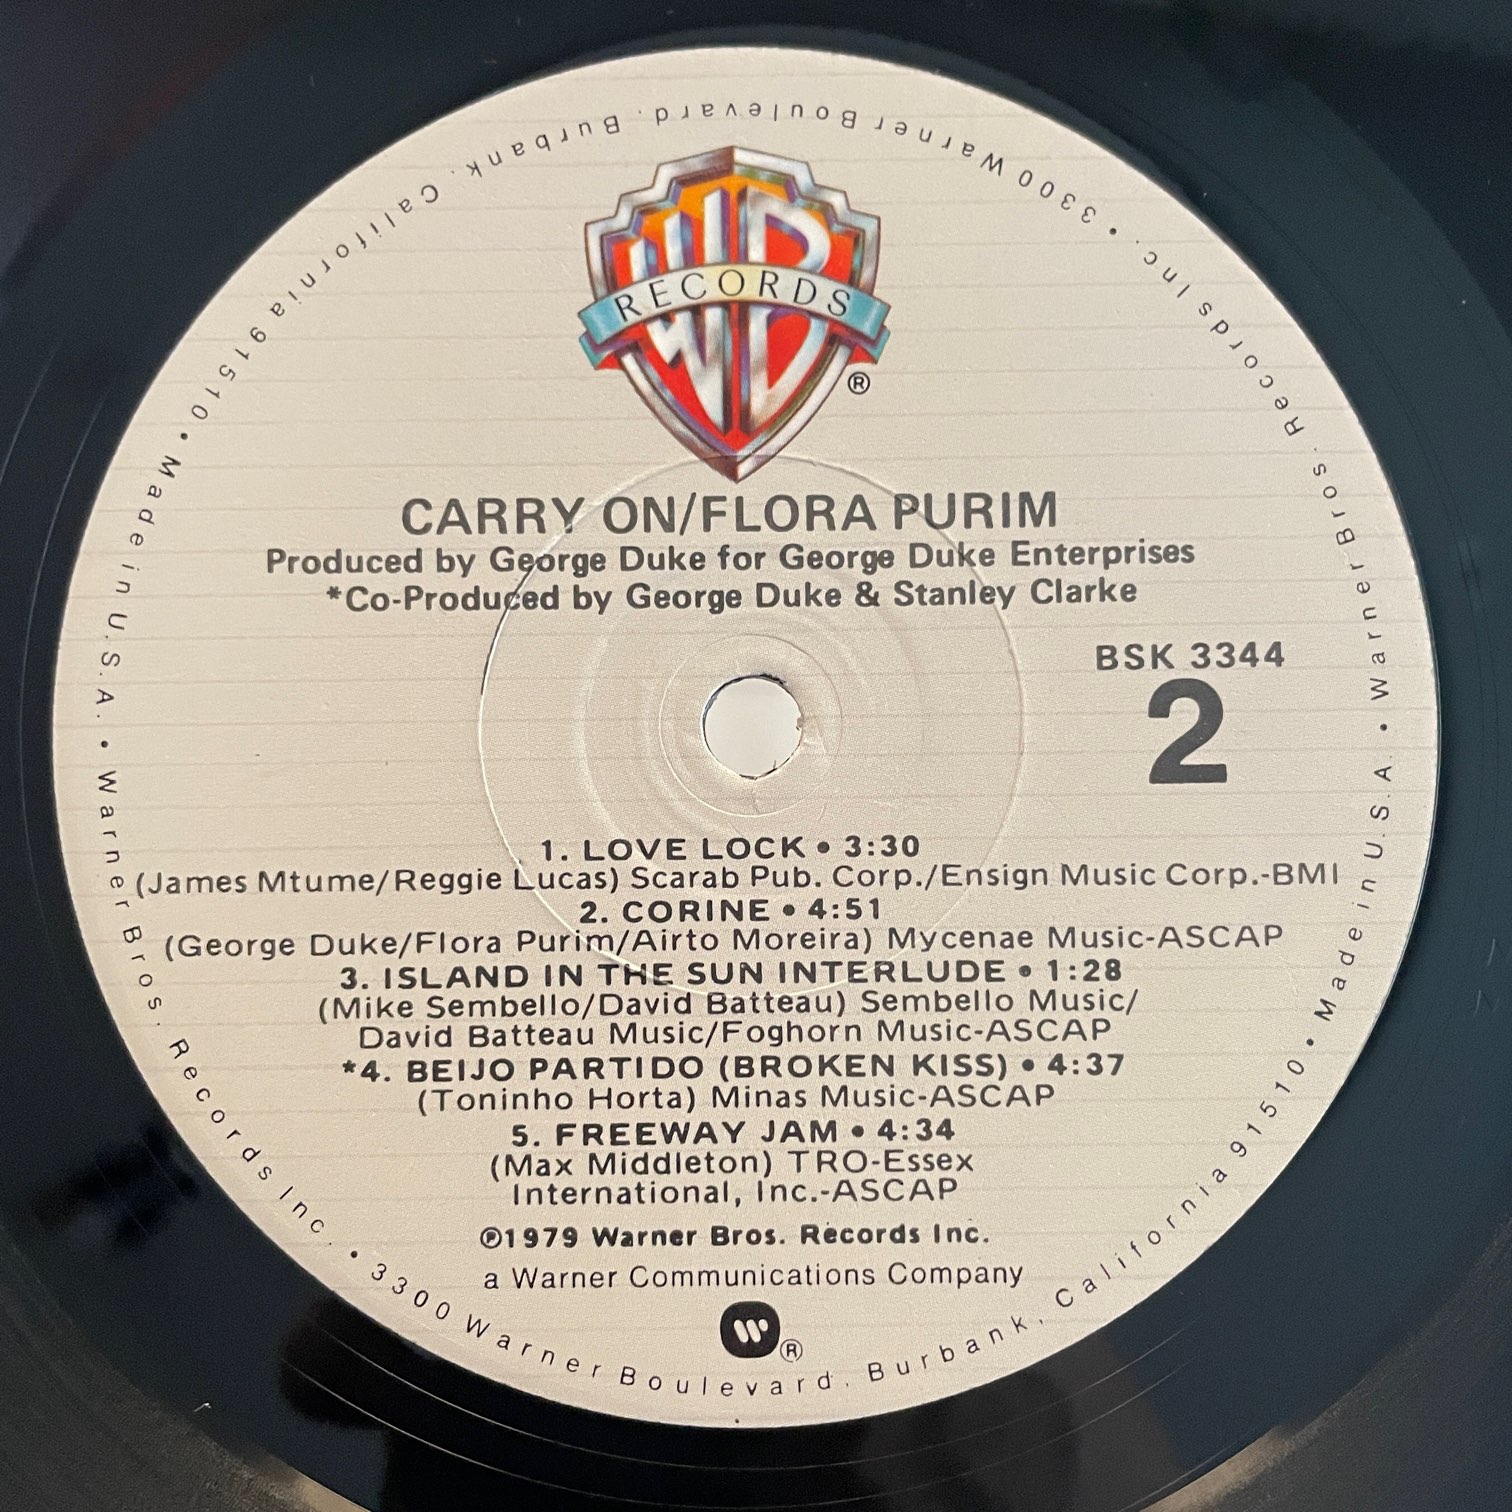 WB
RECORDS
®
CARRY ON/FLORA PURIM
Produced by George Duke for George Duke Enterprises
*Co-Produced by George Duke & Stanley Clarke
BSK 3344
2
1. LOVE LOCK • 3:30
(James Mtume/Reggie Lucas) Scarab Pub. Corp./Ensign Music Corp.-BMI
2. CORINE • 4:51
(George Duke/Flora Purim/Airto Moreira) Mycenae Music-ASCAP
3. ISLAND IN THE SUN INTERLUDE • 1:28
(Mike Sembello/David Batteau) Sembello Music/
David Batteau Music/Foghorn Music-ASCAP
*4. BEIJO PARTIDO (BROKEN KISS) • 4:37
(Toninho Horta) Minas Music-ASCAP
5. FREEWAY JAM • 4:34
(Max Middleton) TRO-Essex
International, Inc.-ASCAP
℗1979 Warner Bros. Records Inc.
a Warner Communications Company
W ®
Warner Bros. Records Inc. • 3300 Warner Boulevard. Burbank, California 91510 • Made in U.S.A. • Warner Bros. Records Inc. • 3300 Warner Boulevard. Burbank, California 91510 • Made in U.S.A. •